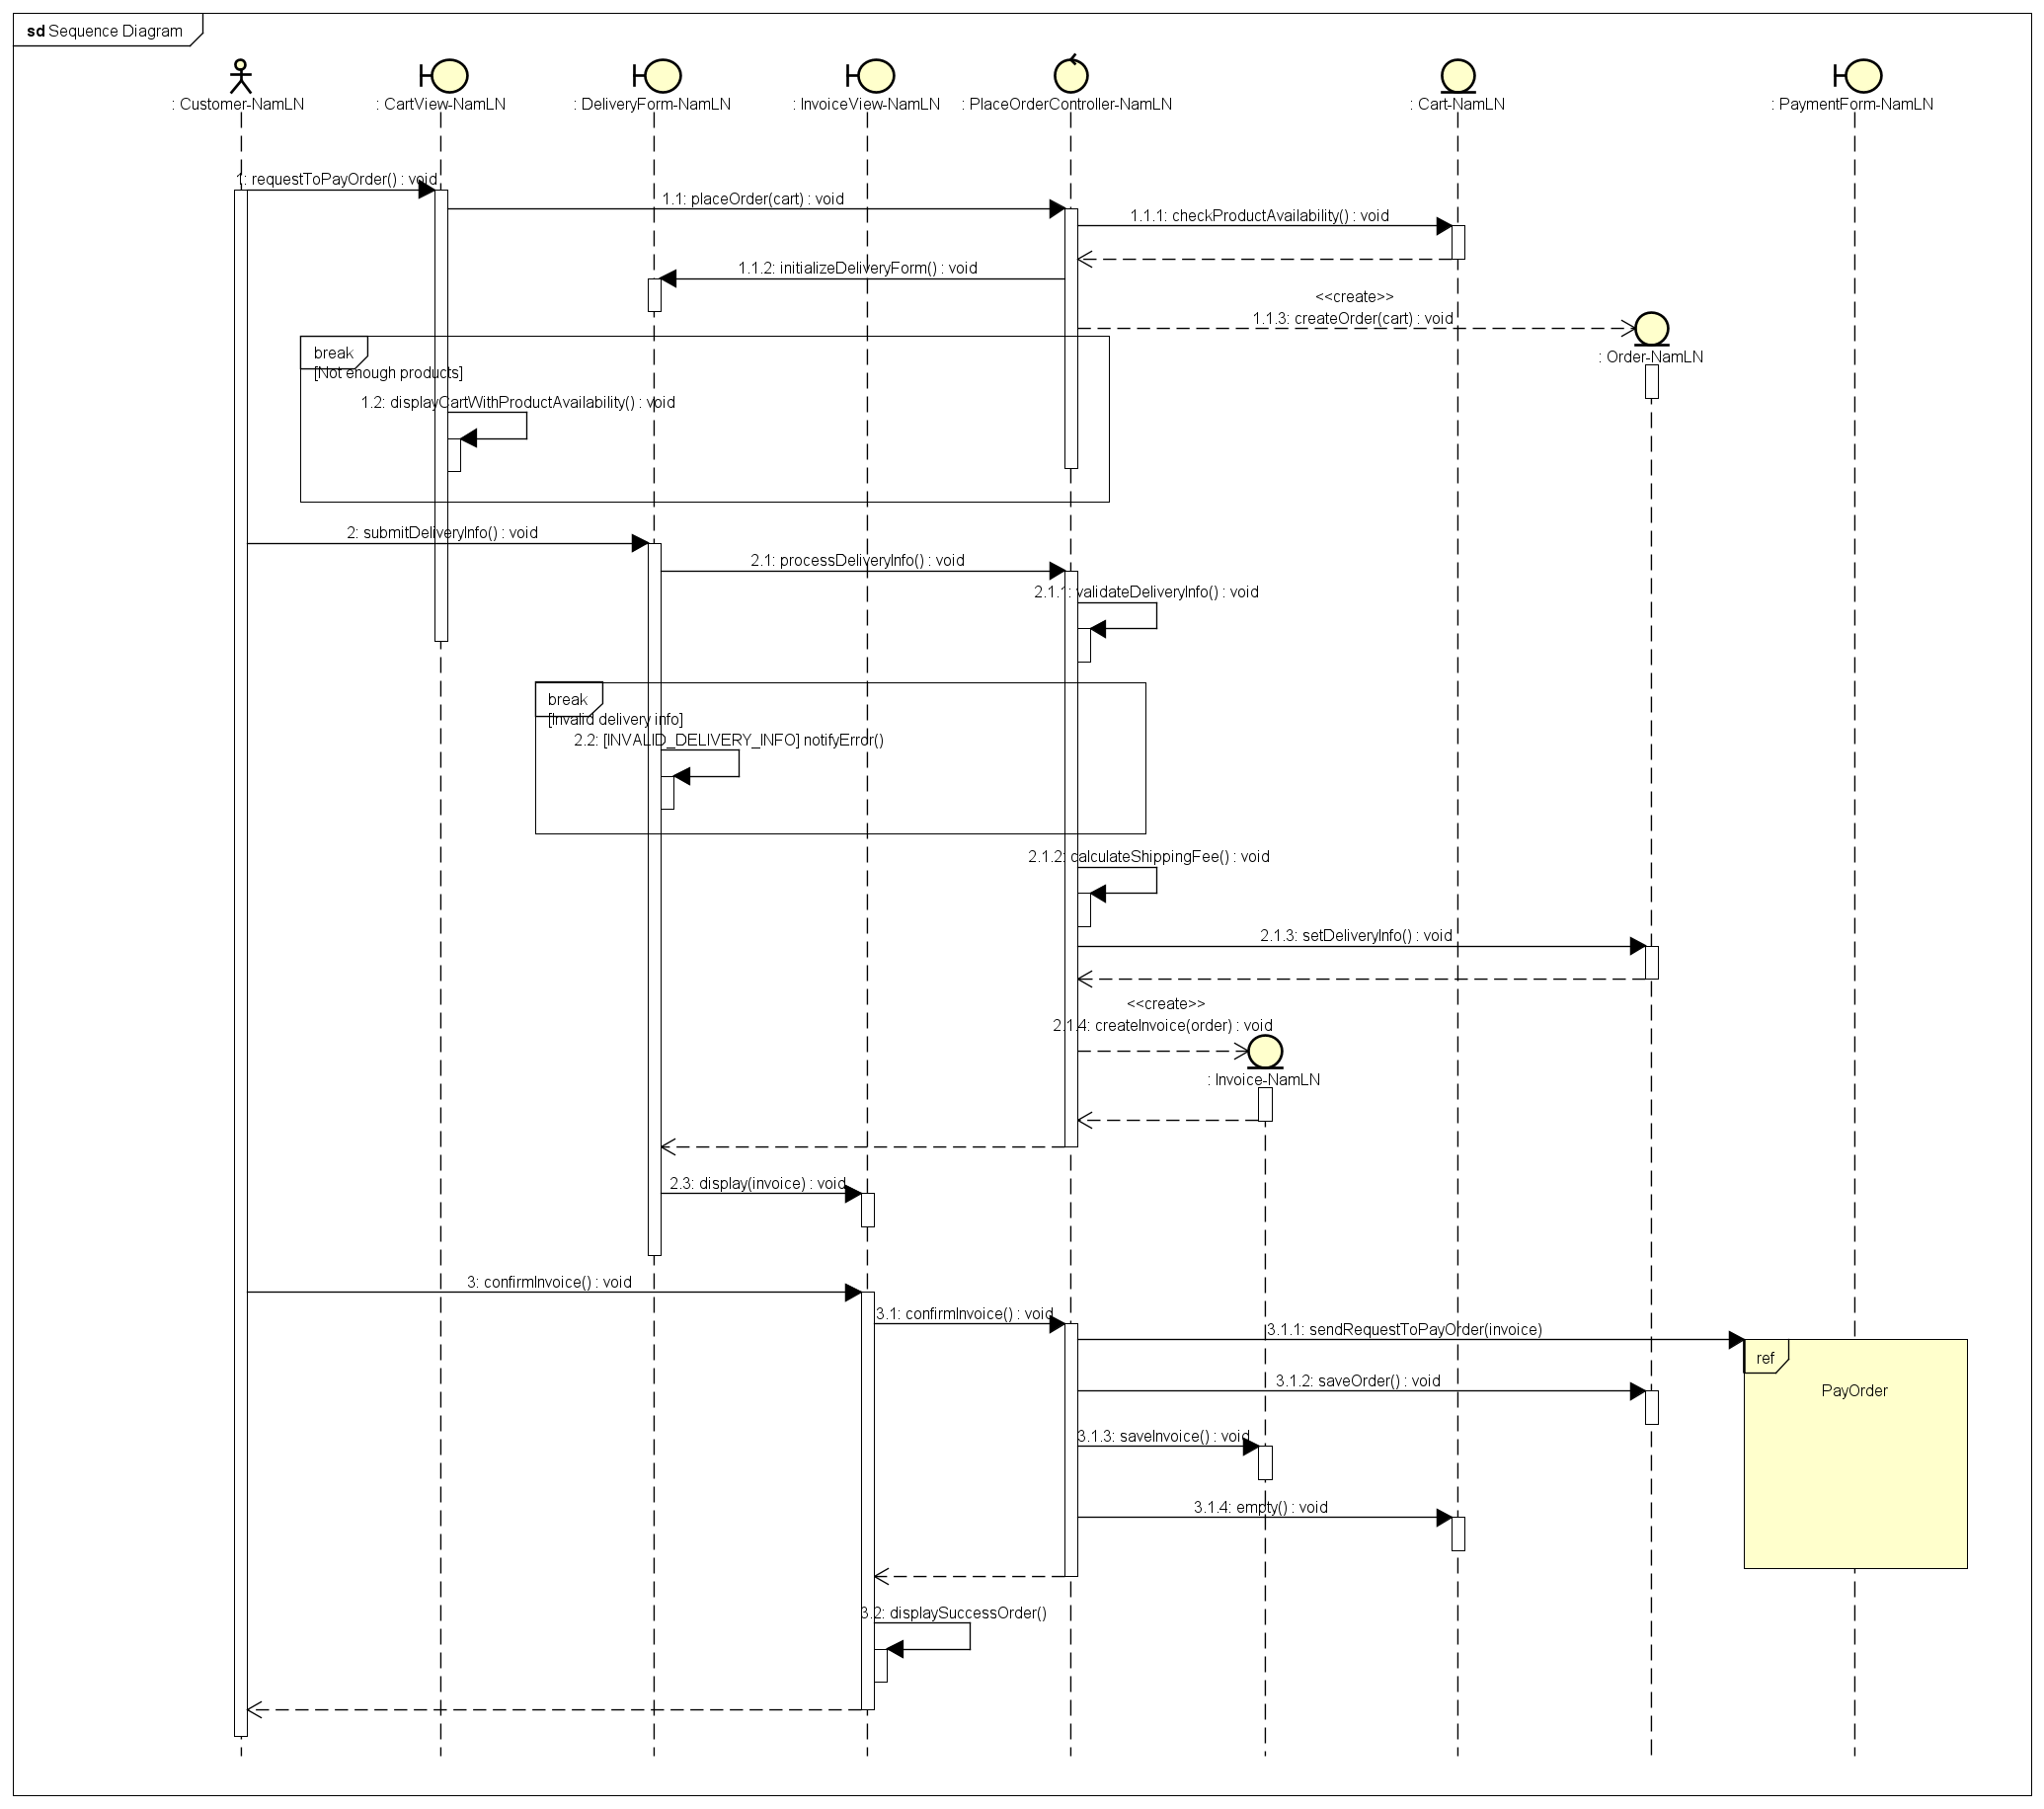 sd Sequence Diagram
: Customer-NamLN
: CartView-NamLN
: DeliveryForm-NamLN
: InvoiceView-NamLN
: PlaceOrderController-NamLN
: Cart-NamLN
: PaymentForm-NamLN
1: requestToPayOrder() : void
1.1: placeOrder(cart) : void
1.1.1: checkProductAvailability() : void
1.1.2: initializeDeliveryForm() : void
<<create>>
1.1.3: createOrder(cart) : void
: Order-NamLN
break
[Not enough products]
1.2: displayCartWithProductAvailability() : void
2: submitDeliveryInfo() : void
2.1: processDeliveryInfo() : void
2.1.1: validateDeliveryInfo() : void
break
[Invalid delivery info]
2.2: [INVALID_DELIVERY_INFO] notifyError()
2.1.2: calculateShippingFee() : void
2.1.3: setDeliveryInfo() : void
<<create>>
2.1.4: createInvoice(order) : void
: Invoice-NamLN
2.3: display(invoice) : void
3: confirmInvoice() : void
3.1: confirmInvoice() : void
3.1.1: sendRequestToPayOrder(invoice)
ref
PayOrder
3.1.2: saveOrder() : void
3.1.3: saveInvoice() : void
3.1.4: empty() : void
3.2: displaySuccessOrder()